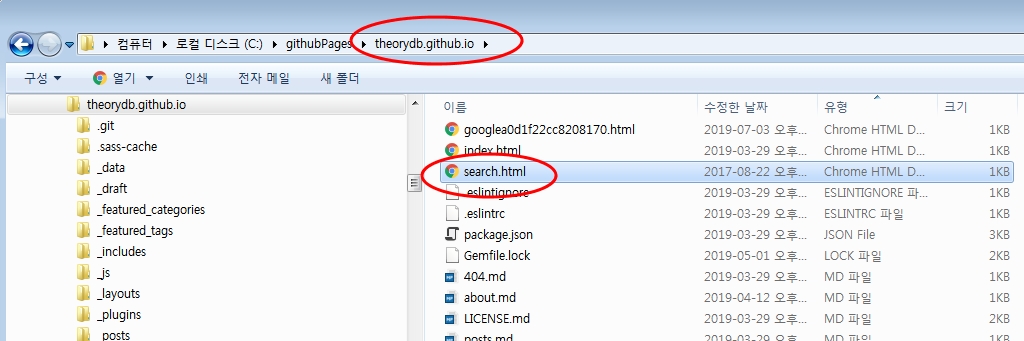 컴퓨터 로컬 디스크 (C:) githubPages theorydb.github.io
구성 열기 인쇄 전자 메일 새 폴더
theorydb.github.io
.git
.sass-cache
_data
_draft
_featured_categories
_featured_tags
_includes
_js
_layouts
_plugins
_posts
이름 수정한 날짜 유형 크기
googlea0d1f22cc8208170.html 2019-07-03 오후... Chrome HTML D... 1KB
index.html 2019-03-29 오후... Chrome HTML D... 1KB
search.html 2017-08-22 오후... Chrome HTML D... 1KB
.eslintignore 2019-03-29 오후... ESLINTIGNORE 파... 1KB
.eslintrc 2019-03-29 오후... ESLINTRC 파일 1KB
package.json 2019-03-29 오후... JSON File 3KB
Gemfile.lock 2019-05-01 오후... LOCK 파일 2KB
404.md 2019-03-29 오후... MD 파일 1KB
about.md 2019-04-12 오후... MD 파일 1KB
LICENSE.md 2019-03-29 오후... MD 파일 1KB
posts.md 2019-03-29 오후... MD 파일 1KB